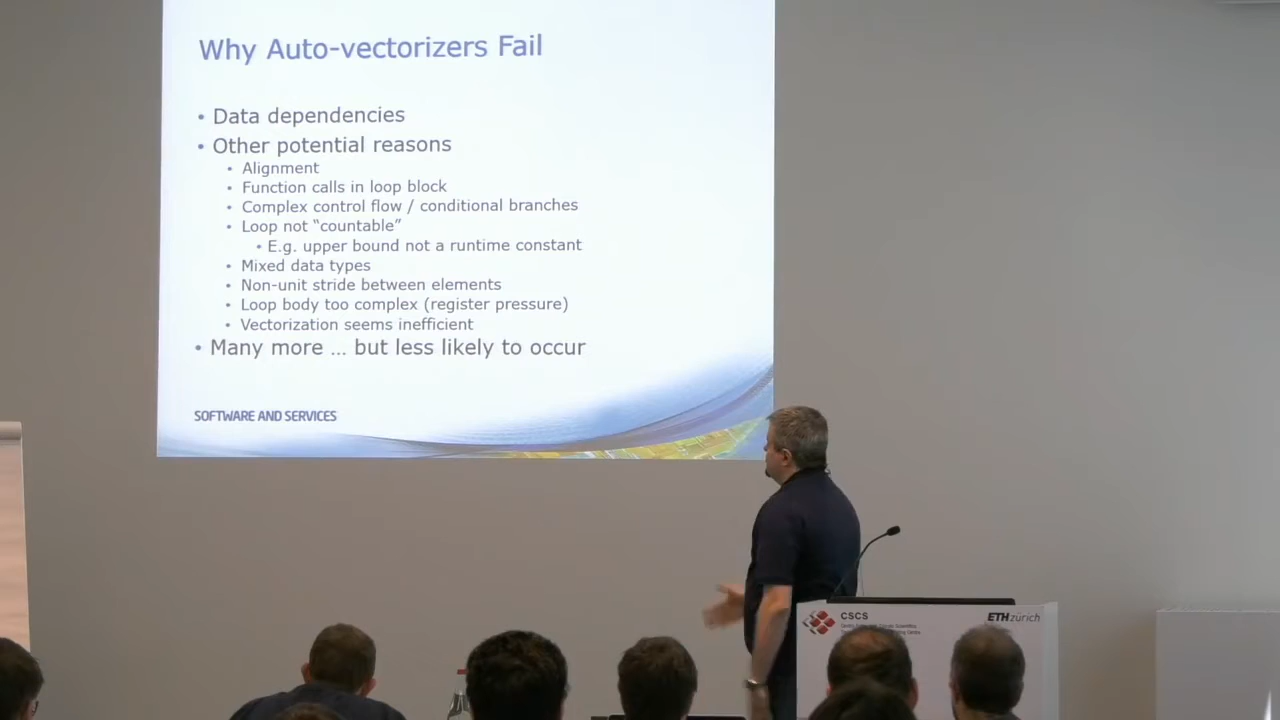 Why Auto-vectorizers Fail
• Data dependencies
• Other potential reasons
• Alignment
• Function calls in loop block
• Complex control flow / conditional branches
• Loop not “countable”
• E.g. upper bound not a runtime constant
• Mixed data types
• Non-unit stride between elements
• Loop body too complex (register pressure)
• Vectorization seems inefficient
• Many more ... but less likely to occur
SOFTWARE AND SERVICES
CSCS
ETH zürich